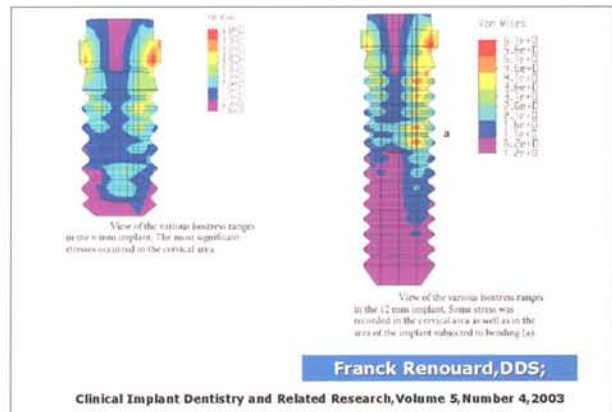 Von Mises
a
View of the various isostress ranges
in the 6 mm implant. The most significant
stresses occurred in the cervical area.
View of the various isostress ranges
in the 12 mm implant. Some stress was
recorded in the cervical area as well as in the
area of the implant subjected to bending (a).
Franck Renouard,DDS;
Clinical Implant Dentistry and Related Research,Volume 5,Number 4,2003